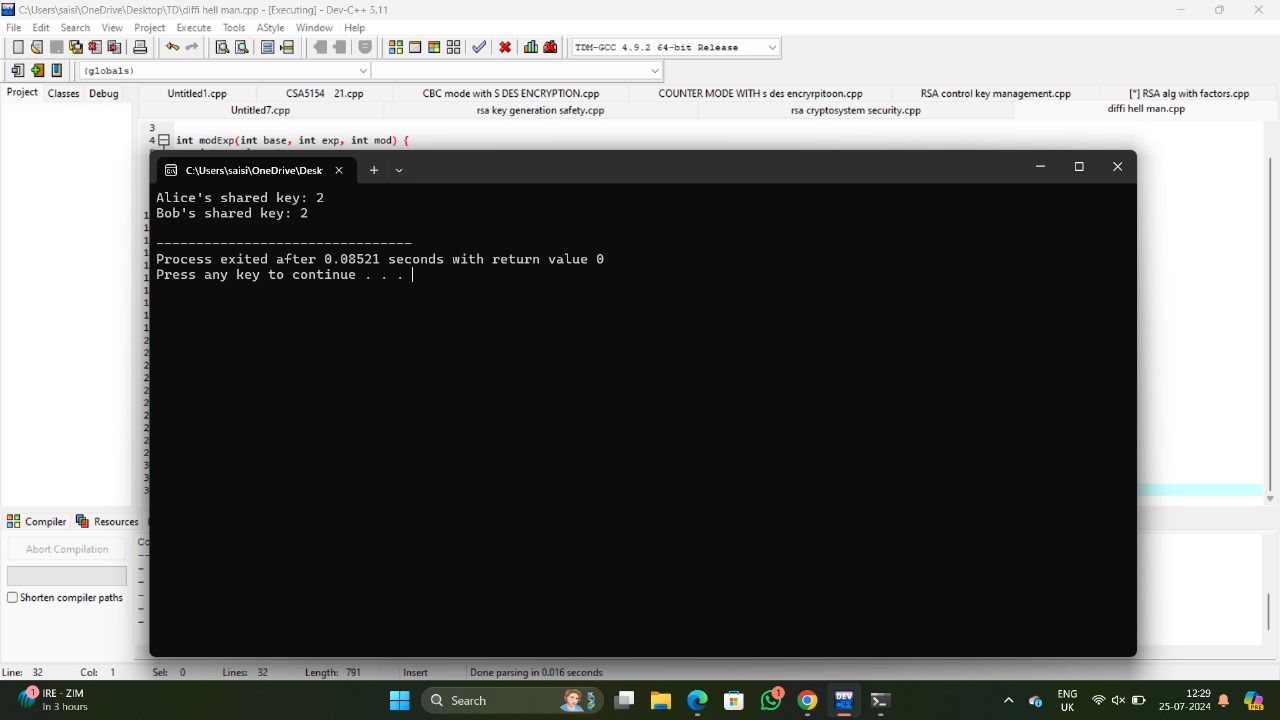 C:\Users\saisi\OneDrive\Desktop\TD\diffi hell man.cpp - [Executing] - Dev-C++ 5.11
File Edit Search View Project Execute Tools AStyle Window Help
TDM-GCC 4.9.2 64-bit Release
(globals)
Project Classes Debug
Untitled1.cpp CSA5154 21.cpp CBC mode with S DES ENCRYPTION.cpp COUNTER MODE WITH s des encryrpitoon.cpp RSA control key management.cpp [*] RSA alg with factors.cpp
Untitled7.cpp rsa key generation safety.cpp rsa cryptosystem security.cpp diffi hell man.cpp
3
4 int modExp(int base, int exp, int mod) {
C:\Users\saisi\OneDrive\Desk
Alice's shared key: 2
Bob's shared key: 2
--------------------------------
Process exited after 0.08521 seconds with return value 0
Press any key to continue . . .
Compiler Resources
Abort Compilation
Shorten compiler paths
Line: 32 Col: 1 Sel: 0 Lines: 32 Length: 791 Insert Done parsing in 0.016 seconds
1 IRE - ZIM
In 3 hours
Search
1
ENG
UK
12:29
25-07-2024
PRE